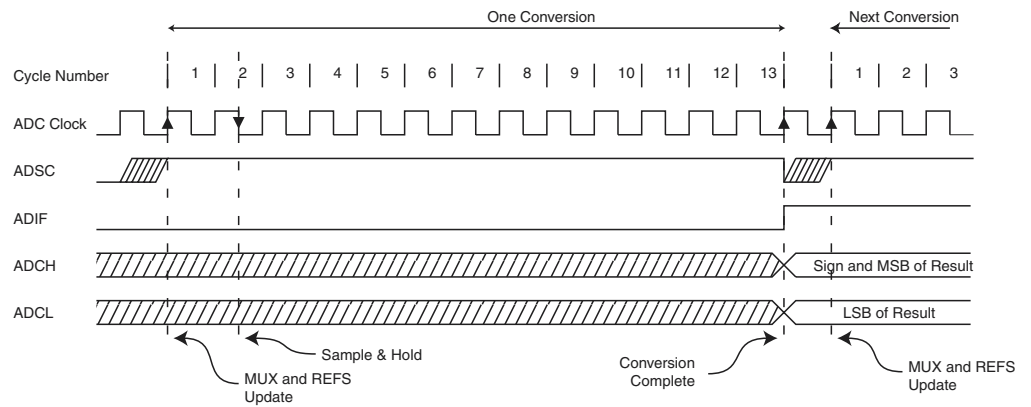 One Conversion
Next Conversion
Cycle Number 1 2 3 4 5 6 7 8 9 10 11 12 13 1 2 3
ADC Clock
ADSC
ADIF
ADCH
Sign and MSB of Result
ADCL
LSB of Result
Sample & Hold
MUX and REFS
Update
Conversion
Complete
MUX and REFS
Update